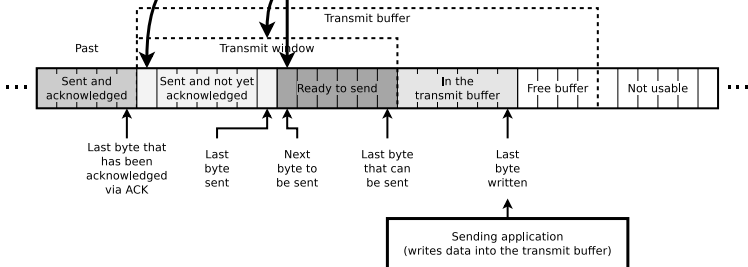 Transmit buffer
Past
Transmit window
Sent and
acknowledged
Sent and not yet
acknowledged
Ready to send
In the
transmit buffer
Free buffer
Not usable
Last byte that
has been
acknowledged
via ACK
Last
byte
sent
Next
byte to
be sent
Last byte
that can
be sent
Last
byte
written
Sending application
(writes data into the transmit buffer)